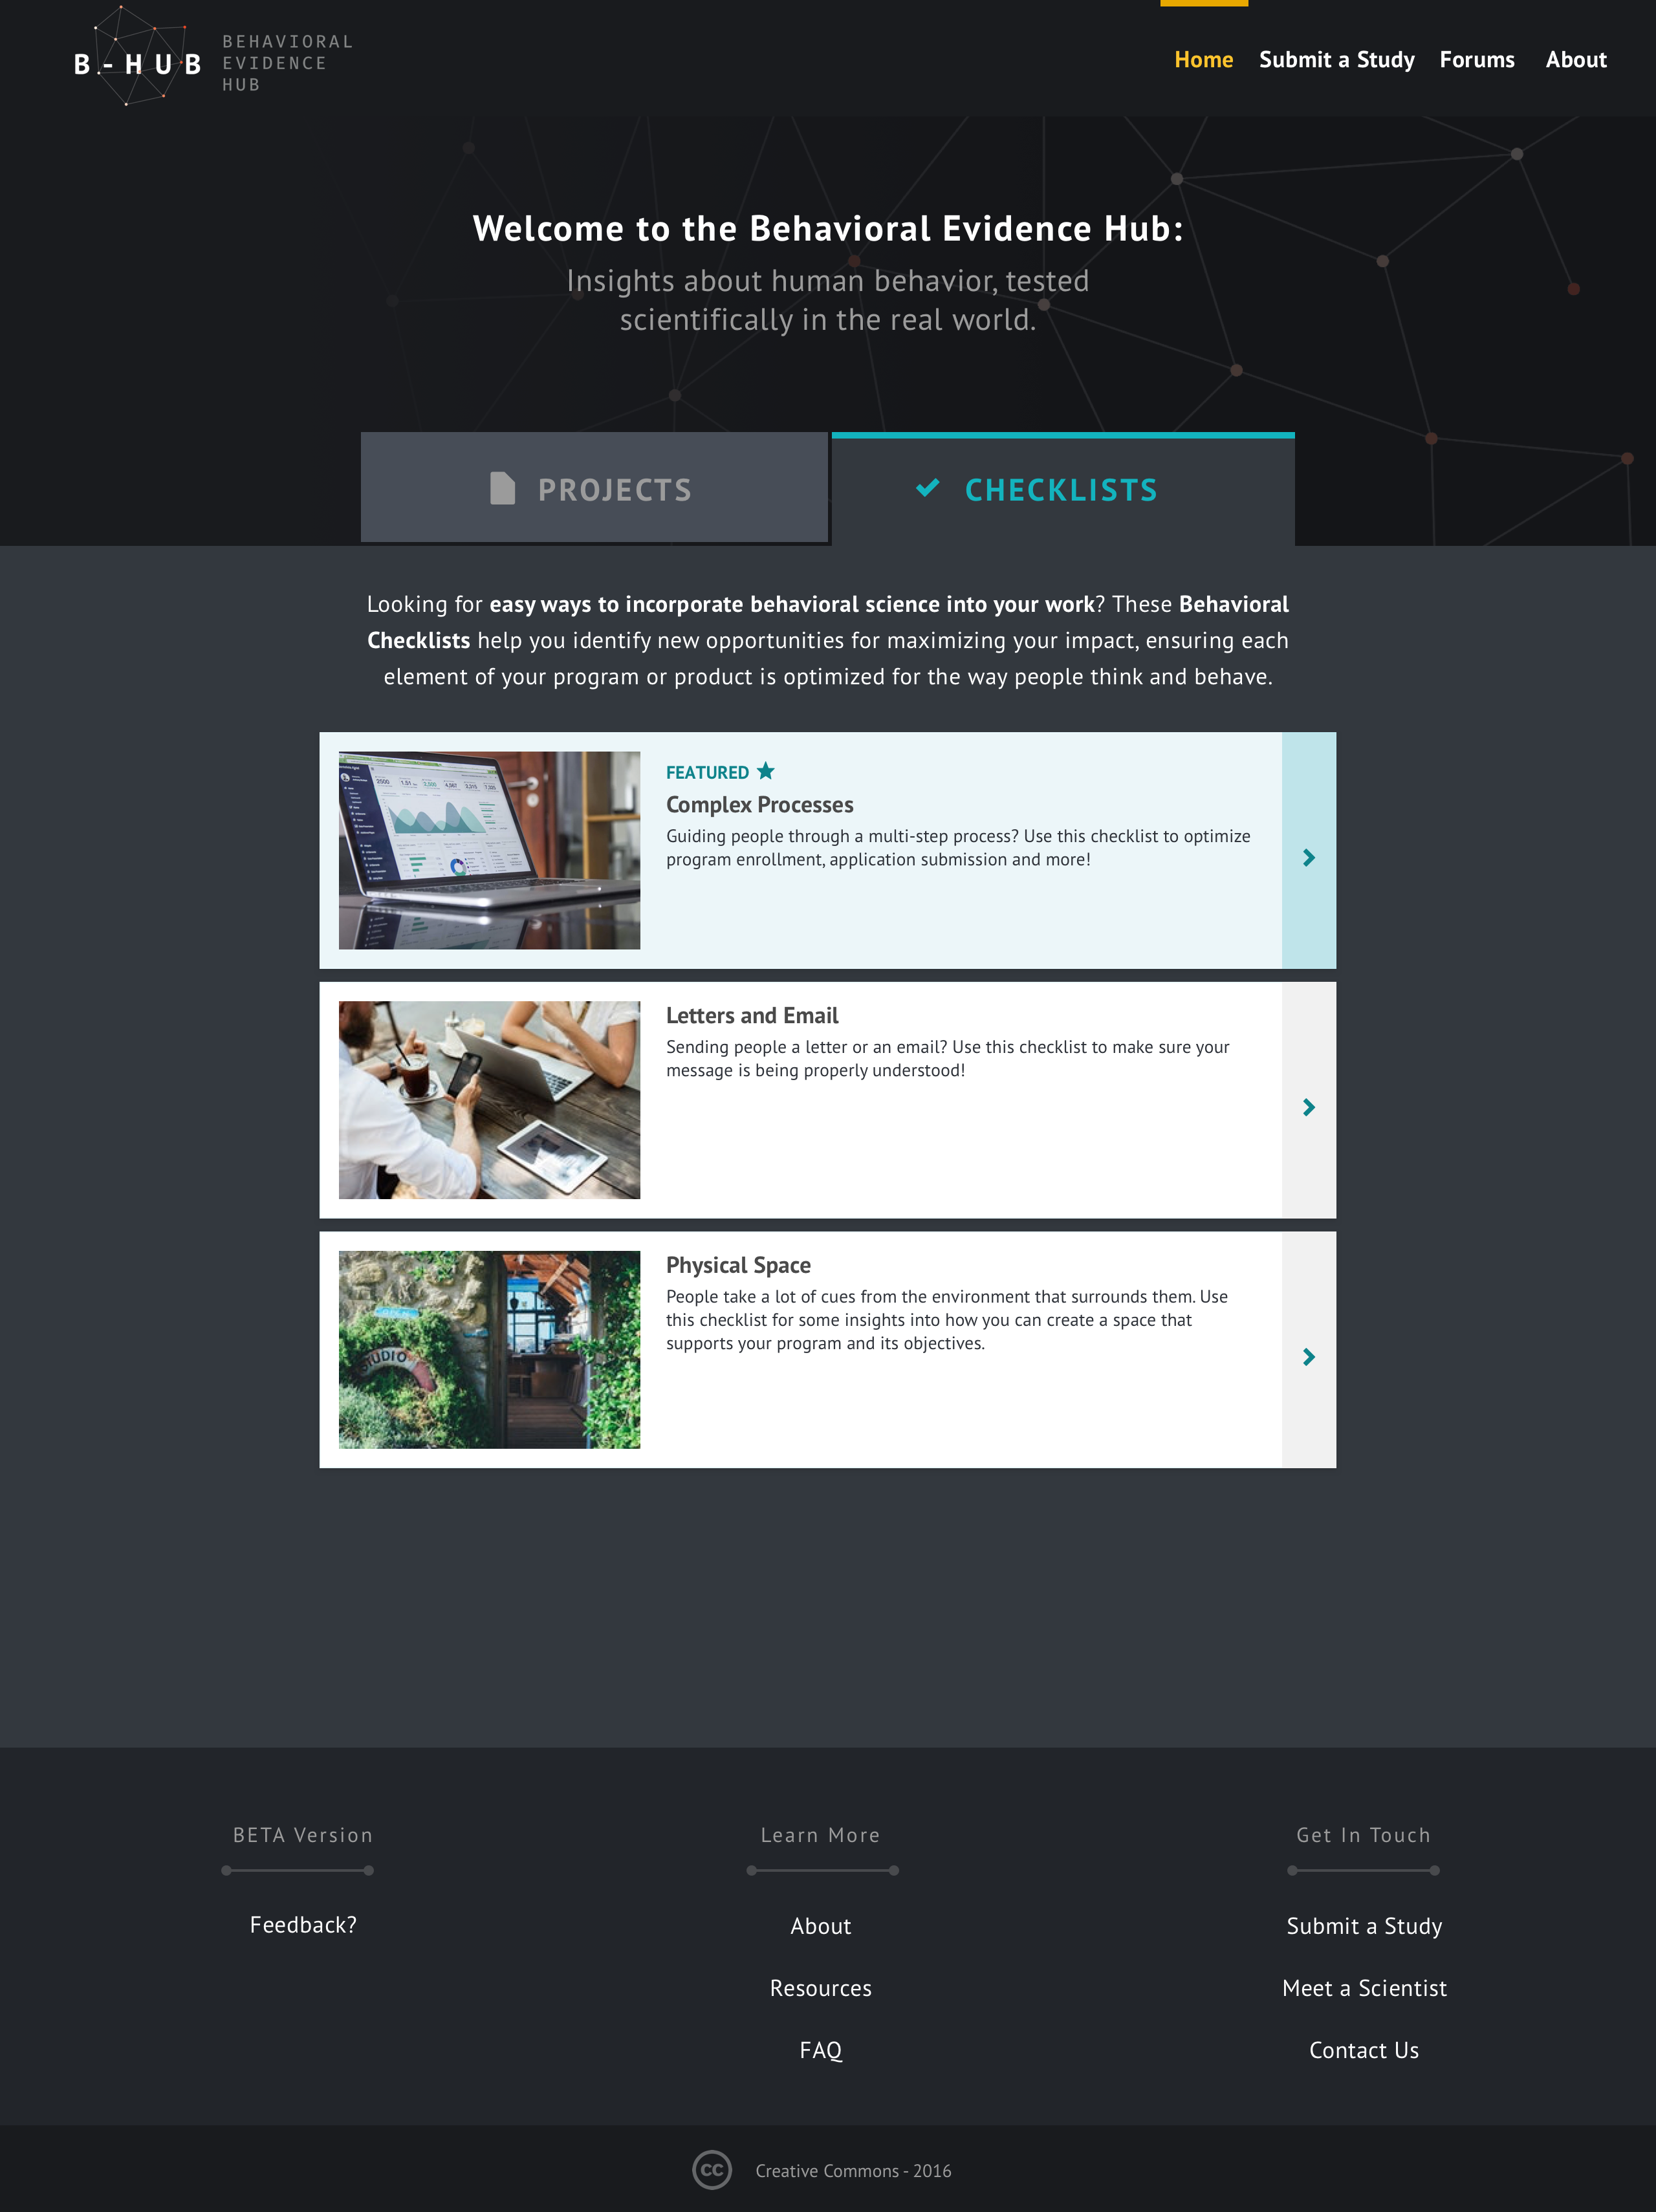 B-HUB
BEHAVIORAL
EVIDENCE
HUB
Home Submit a Study Forums About
Welcome to the Behavioral Evidence Hub:
Insights about human behavior, tested
scientifically in the real world.
PROJECTS
CHECKLISTS
Looking for easy ways to incorporate behavioral science into your work? These Behavioral
Checklists help you identify new opportunities for maximizing your impact, ensuring each
element of your program or product is optimized for the way people think and behave.
FEATURED
Complex Processes
Guiding people through a multi-step process? Use this checklist to optimize
program enrollment, application submission and more!
Letters and Email
Sending people a letter or an email? Use this checklist to make sure your
message is being properly understood!
OPEN
STUDIO
Physical Space
People take a lot of cues from the environment that surrounds them. Use
this checklist for some insights into how you can create a space that
supports your program and its objectives.
BETA Version
Feedback?
Learn More
About
Resources
FAQ
Get In Touch
Submit a Study
Meet a Scientist
Contact Us
cc Creative Commons - 2016